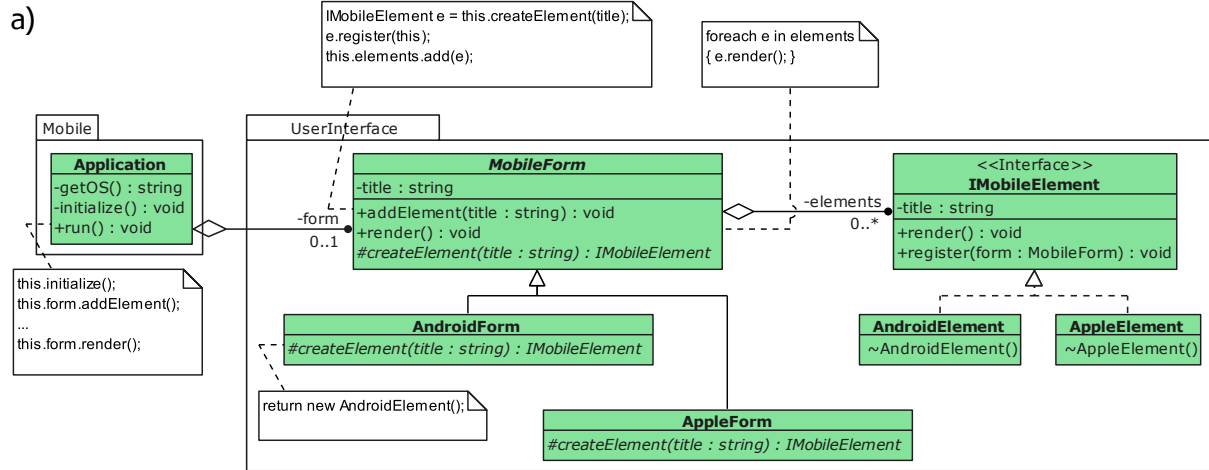 a)
IMobileElement e = this.createElement(title);
e.register(this);
this.elements.add(e);
foreach e in elements
{ e.render(); }
Mobile
UserInterface
Application
-getOS() : string
-initialize() : void
+run() : void
MobileForm
-title : string
+addElement(title : string) : void
+render() : void
#createElement(title : string) : IMobileElement
<<Interface>>
IMobileElement
-title : string
+render() : void
+register(form : MobileForm) : void
-form
0..1
-elements
0..*
this.initialize();
this.form.addElement();
...
this.form.render();
AndroidForm
#createElement(title : string) : IMobileElement
AndroidElement
~AndroidElement()
AppleElement
~AppleElement()
return new AndroidElement();
AppleForm
#createElement(title : string) : IMobileElement